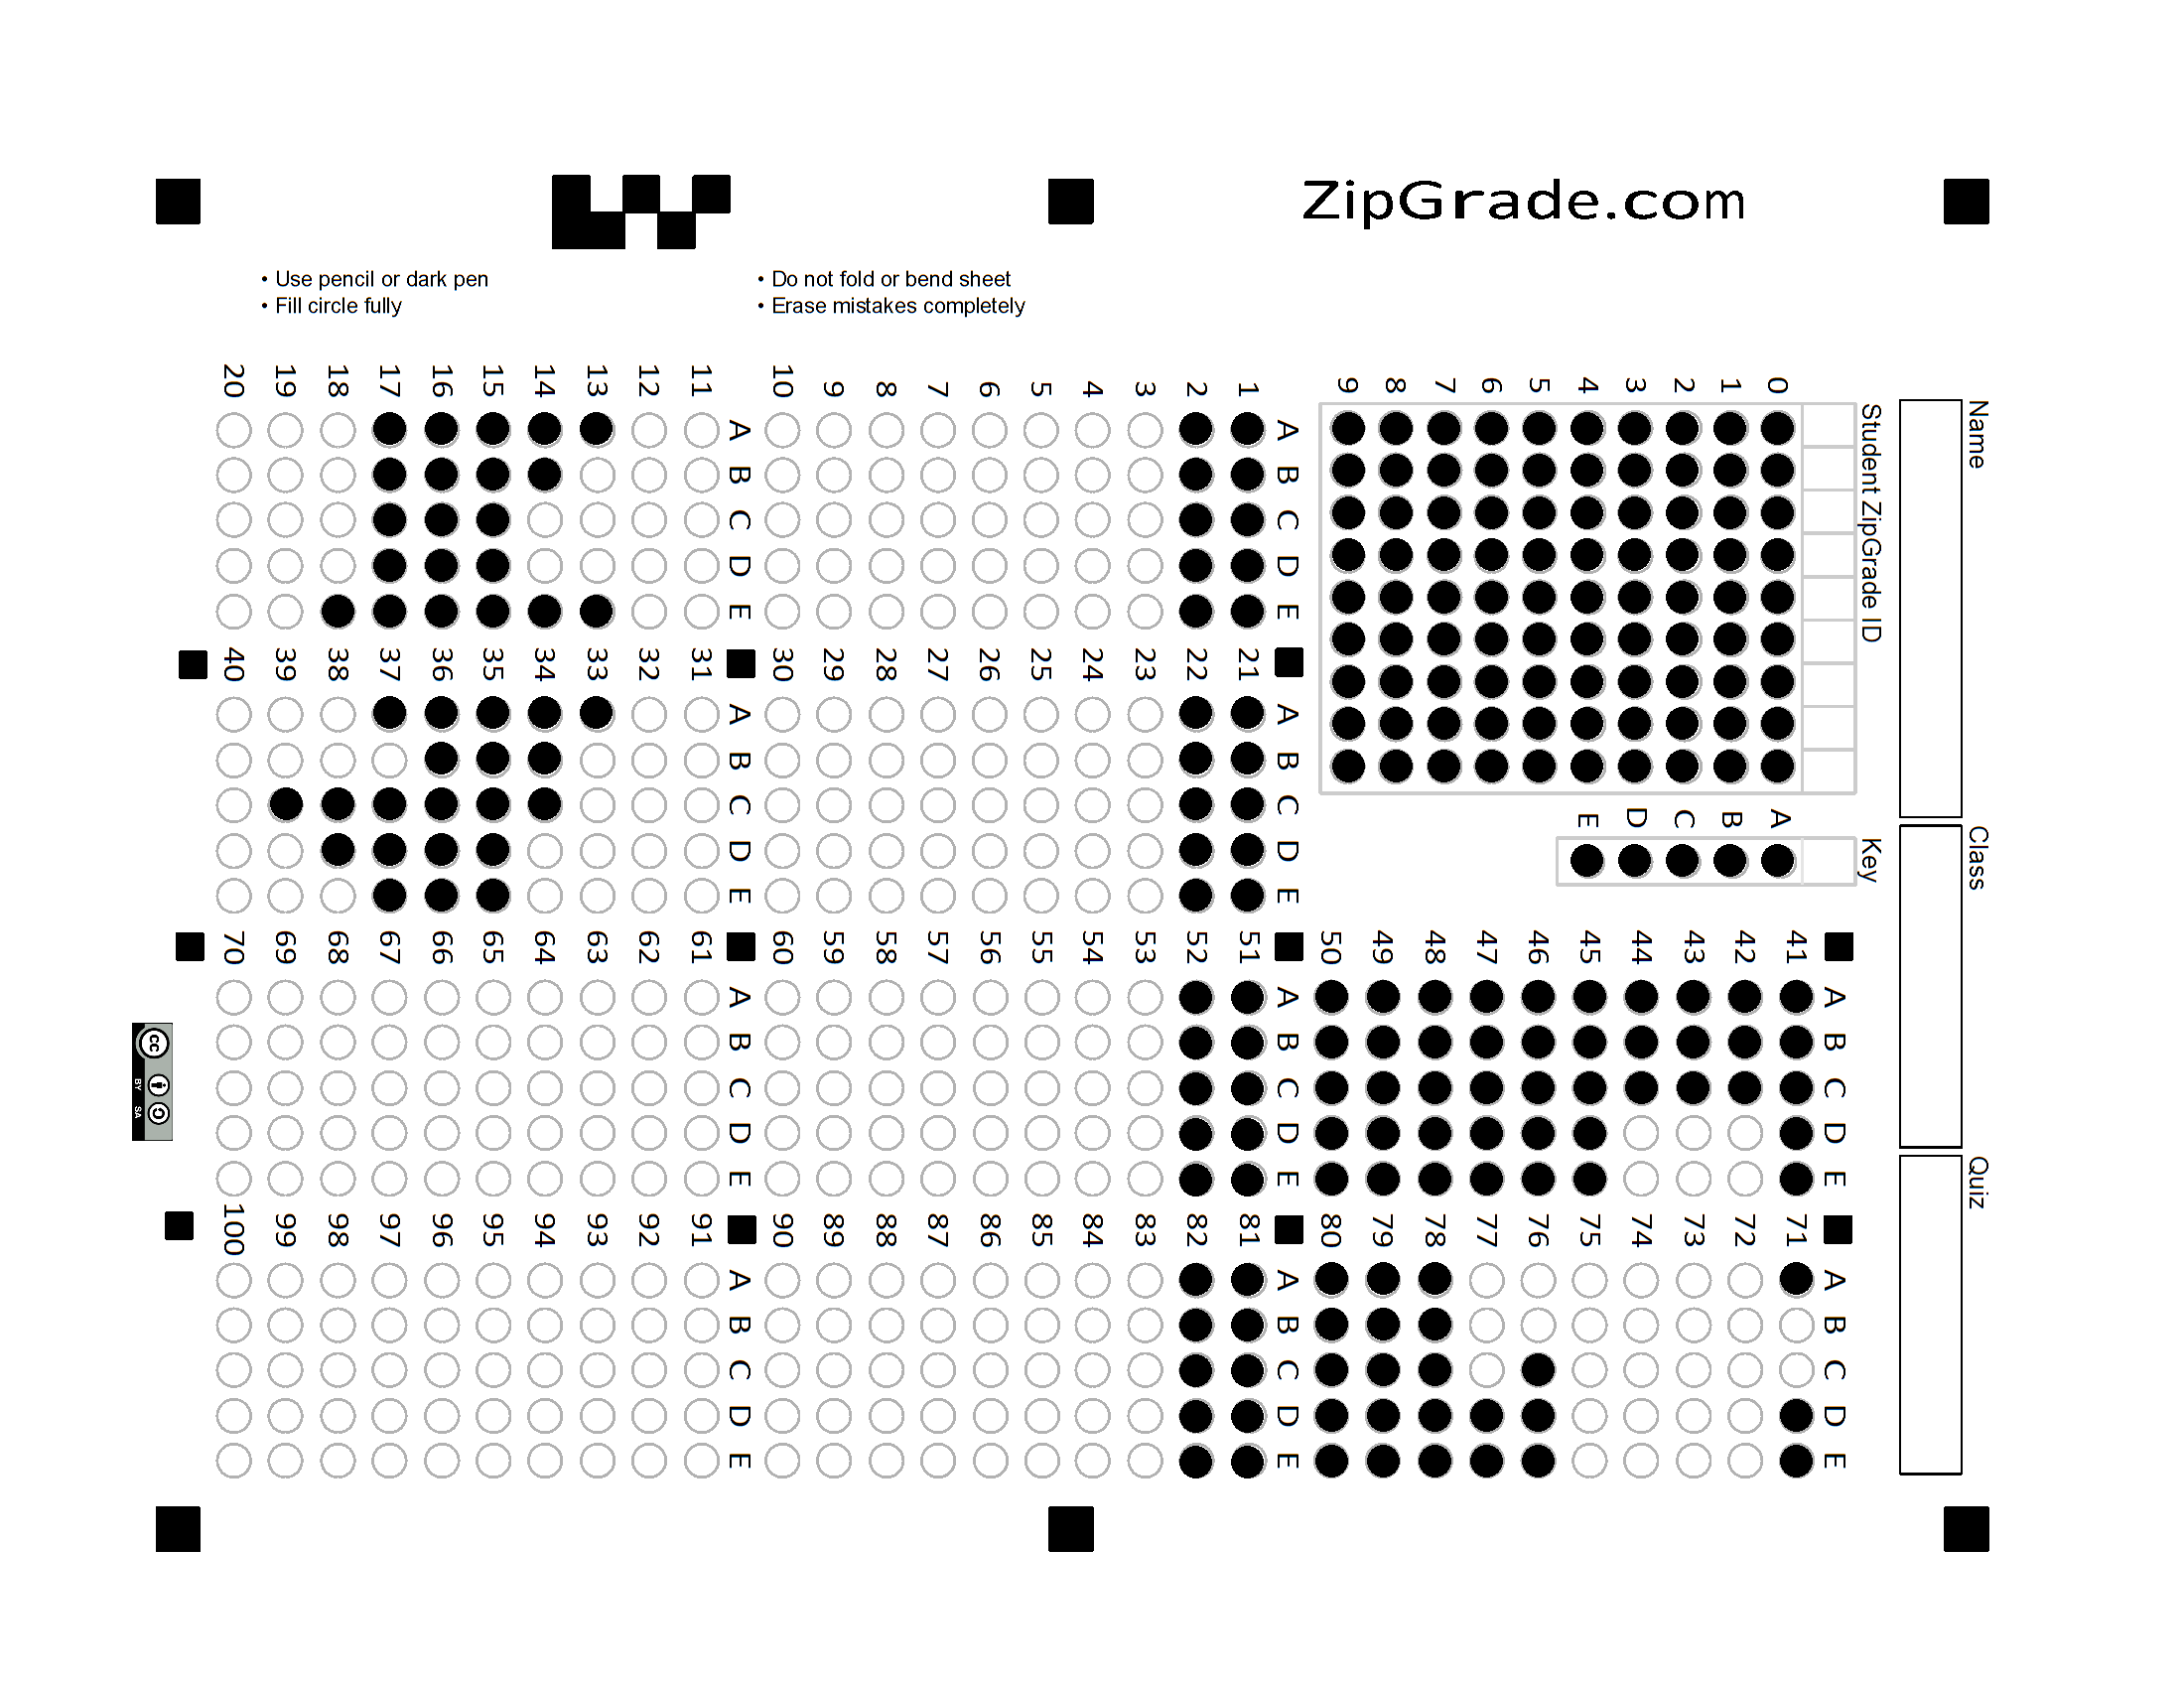 ZipGrade.com
• Use pencil or dark pen
• Fill circle fully
• Do not fold or bend sheet
• Erase mistakes completely
Name
Class
Quiz
Student ZipGrade ID
0 1 2 3 4 5 6 7 8 9
Key
A B C D E
A B C D E
1 2 3 4 5 6 7 8 9 10
A B C D E
11 12 13 14 15 16 17 18 19 20
A B C D E
21 22 23 24 25 26 27 28 29 30
A B C D E
31 32 33 34 35 36 37 38 39 40
A B C D E
41 42 43 44 45 46 47 48 49 50
A B C D E
51 52 53 54 55 56 57 58 59 60
A B C D E
61 62 63 64 65 66 67 68 69 70
A B C D E
71 72 73 74 75 76 77 78 79 80
A B C D E
81 82 83 84 85 86 87 88 89 90
A B C D E
91 92 93 94 95 96 97 98 99 100
cc
BY SA